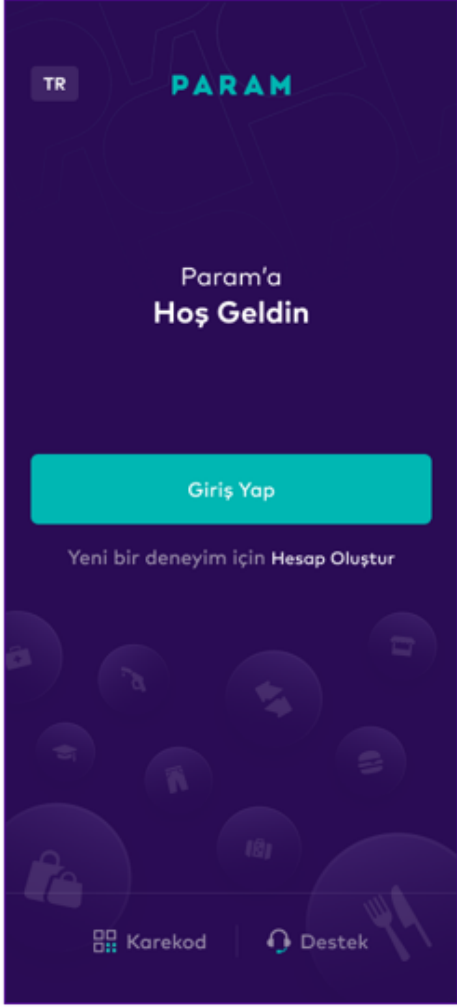 TR
PARAM
Param'a
Hoş Geldin
Giriş Yap
Yeni bir deneyim için Hesap Oluştur
Karekod
Destek